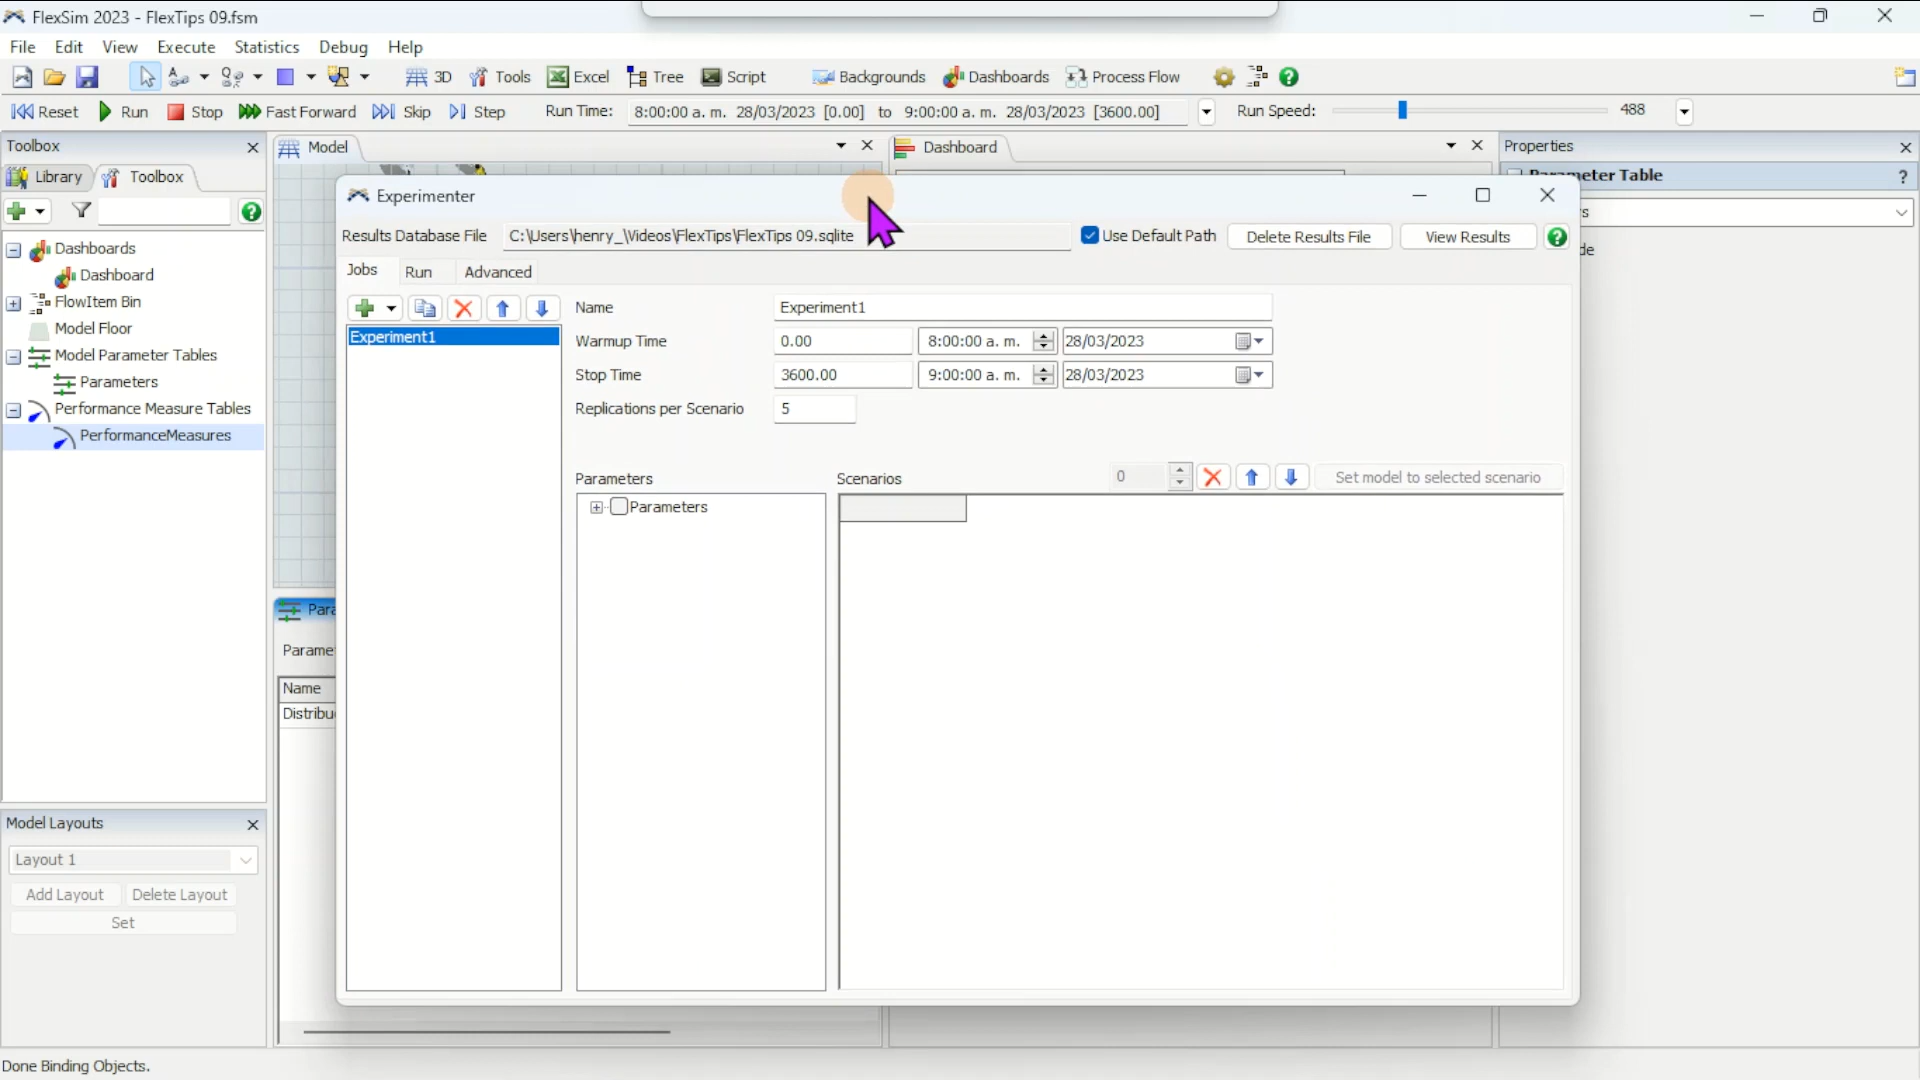 FlexSim 2023 - FlexTips 09.fsm
File Edit View Execute Statistics Debug Help
3D Tools Excel Tree Script Backgrounds Dashboards Process Flow
Reset Run Stop Fast Forward Skip Step Run Time: 8:00:00 a. m. 28/03/2023 [0.00] to 9:00:00 a. m. 28/03/2023 [3600.00] Run Speed: 488
Toolbox
Library Toolbox
Dashboards
Dashboard
FlowItem Bin
Model Floor
Model Parameter Tables
Parameters
Performance Measure Tables
PerformanceMeasures
Model Layouts
Layout 1
Add Layout Delete Layout
Set
Model
Dashboard
Properties
Experimenter
Results Database File C:\Users\henry_\Videos\FlexTips\FlexTips 09.sqlite Use Default Path Delete Results File View Results
Jobs Run Advanced
Experiment1
Name Experiment1
Warmup Time 0.00 8:00:00 a. m. 28/03/2023
Stop Time 3600.00 9:00:00 a. m. 28/03/2023
Replications per Scenario 5
Parameters
Parameters
Scenarios 0 Set model to selected scenario
Para
Parame
Name
Distribu
Parameter Table ?
s
de
Done Binding Objects.